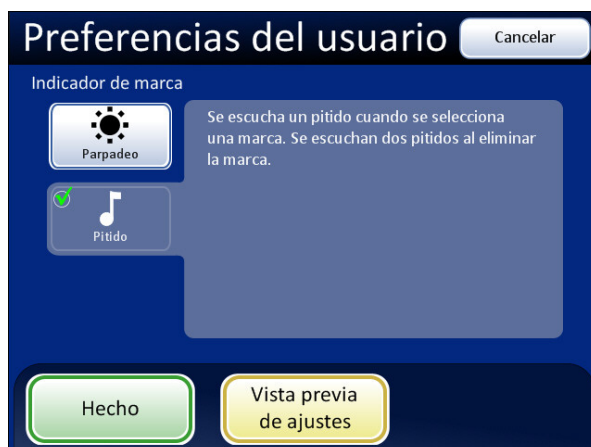 Preferencias del usuario
Cancelar
Indicador de marca
Parpadeo
Se escucha un pitido cuando se selecciona
una marca. Se escuchan dos pitidos al eliminar
la marca.
Pitido
Hecho
Vista previa
de ajustes